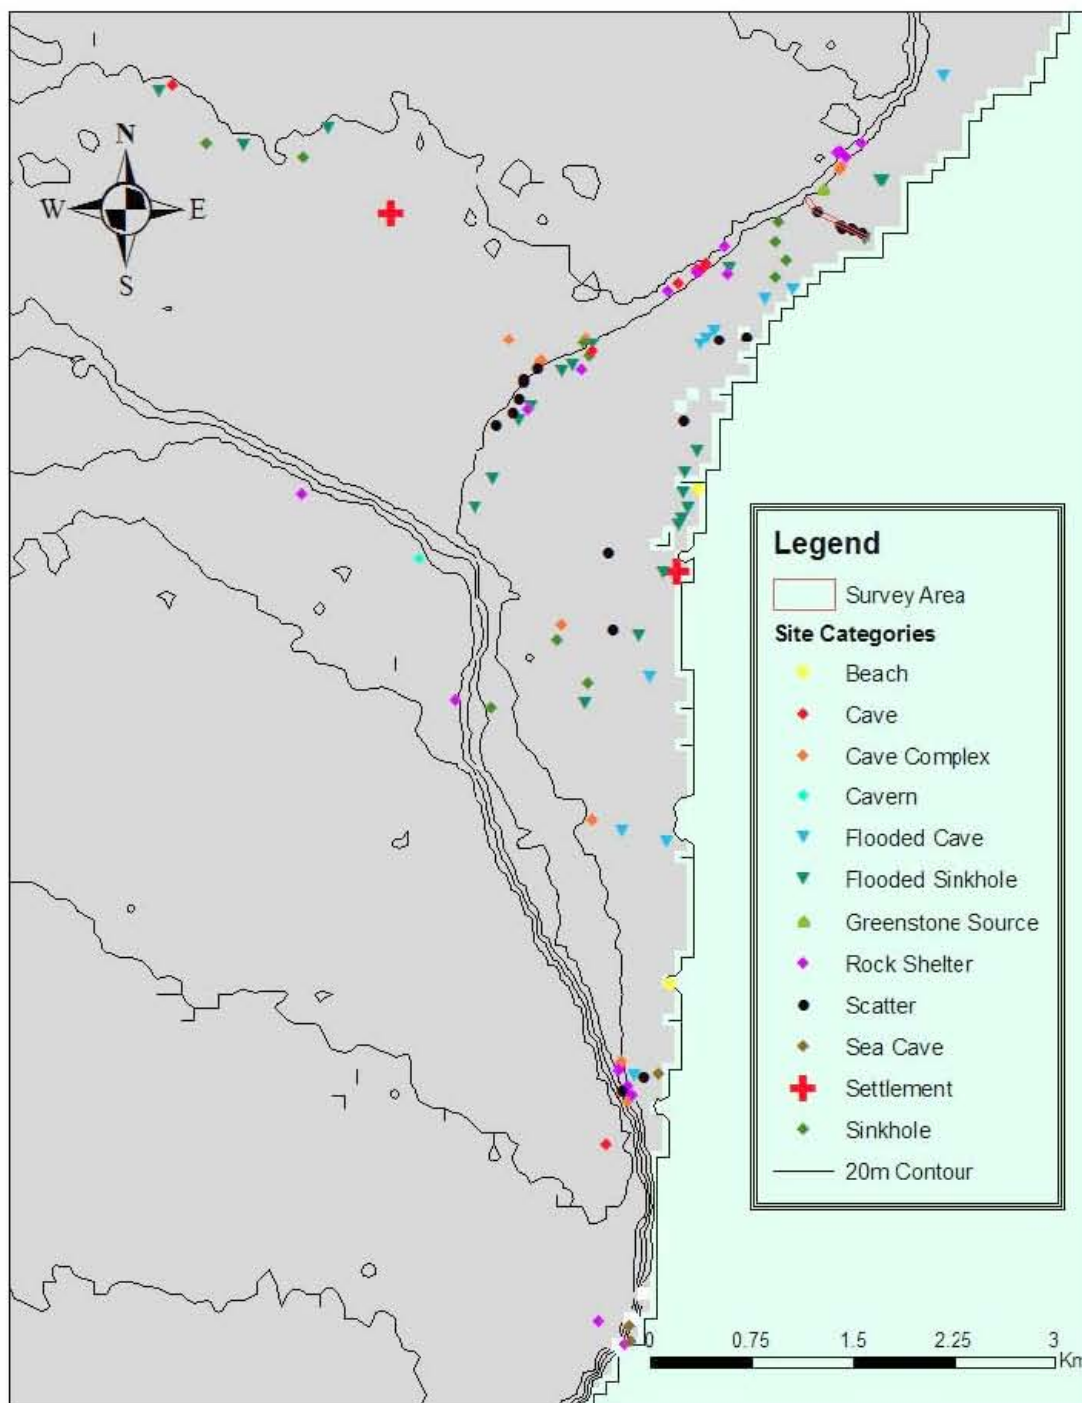 N
W E
S
Legend
Survey Area
Site Categories
Beach
Cave
Cave Complex
Cavern
Flooded Cave
Flooded Sinkhole
Greenstone Source
Rock Shelter
Scatter
Sea Cave
Settlement
Sinkhole
20m Contour
0 0.75 1.5 2.25 3
Km